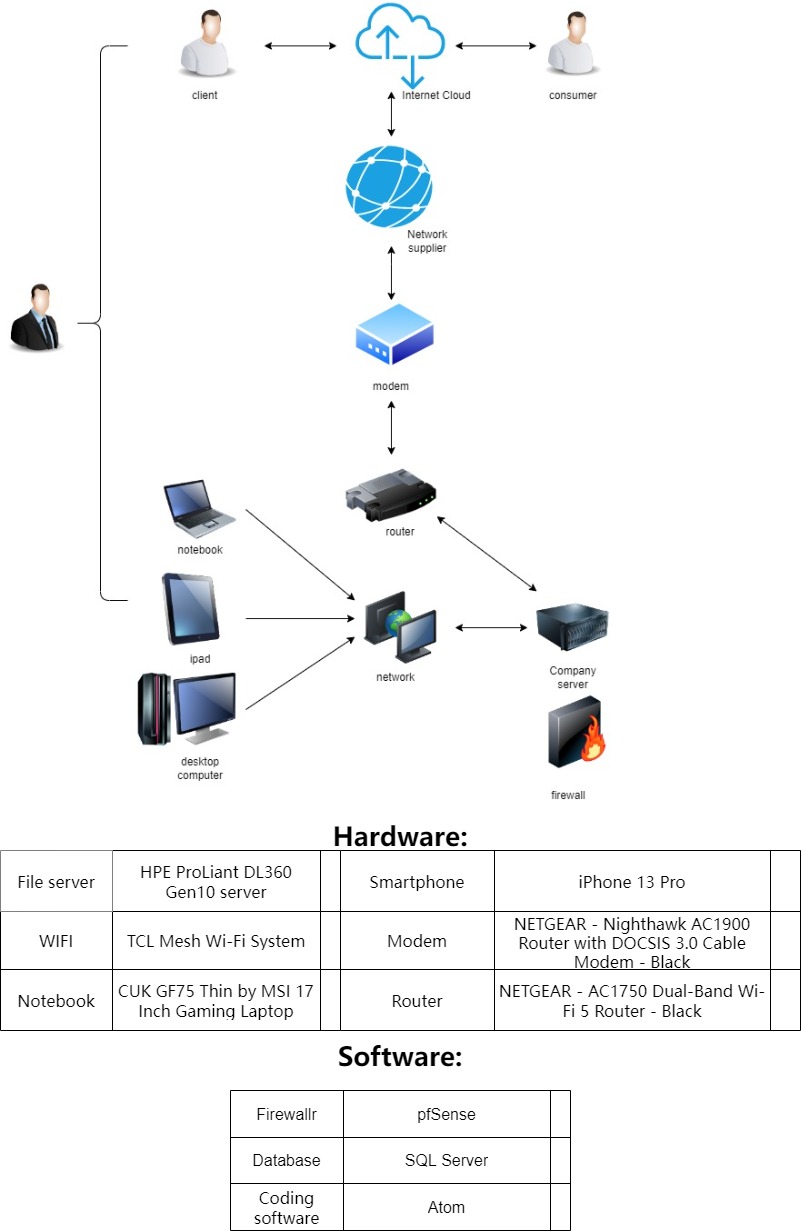 client
Internet Cloud
consumer
Network
supplier
modem
router
notebook
ipad
network
Company
server
desktop
computer
firewall
Hardware:
File server
HPE ProLiant DL360
Gen10 server
Smartphone
iPhone 13 Pro
WIFI
TCL Mesh Wi-Fi System
Modem
NETGEAR - Nighthawk AC1900
Router with DOCSIS 3.0 Cable
Modem - Black
Notebook
CUK GF75 Thin by MSI 17
Inch Gaming Laptop
Router
NETGEAR - AC1750 Dual-Band Wi-
Fi 5 Router - Black
Software:
Firewallr
pfSense
Database
SQL Server
Coding
software
Atom